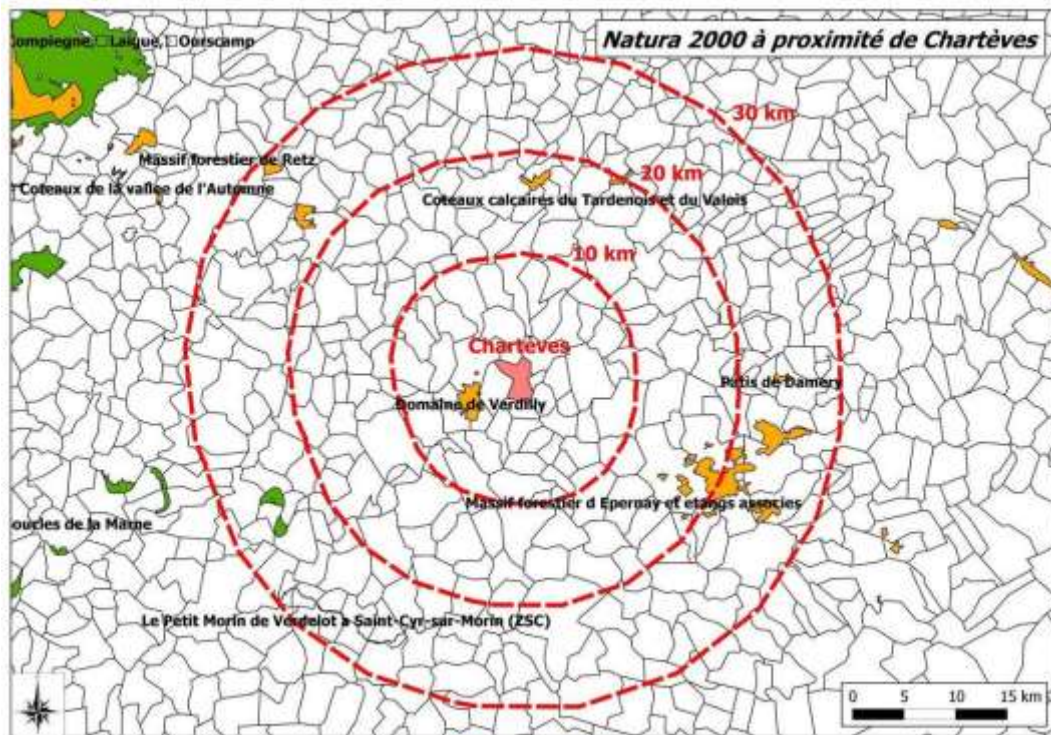 Natura 2000 à proximité de Chartèves
ompiegne, □Laigue, □Ourscamp
30 km
Massif forestier de Retz
20 km
Coteaux de la vallée de l'Automne
Coteaux calcaires du Tardenois et du Valois
10 km
Chartèves
Patis de Damery
Domaine de Verdilly
Massif forestier d Epernay et etangs associes
oucles de la Marne
Le Petit Morin de Verdelot à Saint-Cyr-sur-Morin (ZSC)
0 5 10 15 km